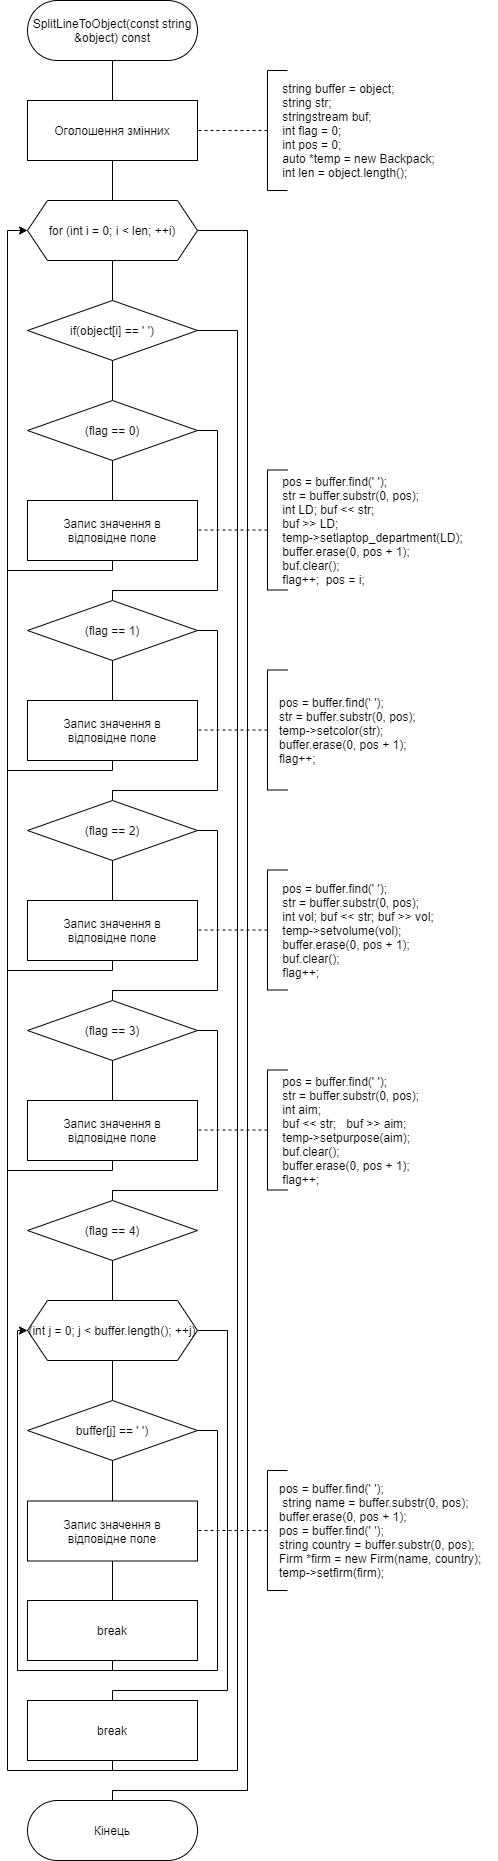 SplitLineToObject(const string
&object) const
string buffer = object;
string str;
stringstream buf;
int flag = 0;
int pos = 0;
auto *temp = new Backpack;
int len = object.length();
Оголошення змінних
for (int i = 0; i < len; ++i)
if(object[i] == ' ')
(flag == 0)
pos = buffer.find(' ');
str = buffer.substr(0, pos);
int LD; buf << str;
buf >> LD;
temp->setlaptop_department(LD);
buffer.erase(0, pos + 1);
buf.clear();
flag++;  pos = i;
Запис значення в
відповідне поле
(flag == 1)
pos = buffer.find(' ');
str = buffer.substr(0, pos);
temp->setcolor(str);
buffer.erase(0, pos + 1);
flag++;
Запис значення в
відповідне поле
(flag == 2)
pos = buffer.find(' ');
str = buffer.substr(0, pos);
int vol; buf << str; buf >> vol;
temp->setvolume(vol);
buffer.erase(0, pos + 1);
buf.clear();
flag++;
Запис значення в
відповідне поле
(flag == 3)
pos = buffer.find(' ');
str = buffer.substr(0, pos);
int aim;
buf << str;   buf >> aim;
temp->setpurpose(aim);
buf.clear();
buffer.erase(0, pos + 1);
flag++;
Запис значення в
відповідне поле
(flag == 4)
(int j = 0; j < buffer.length(); ++j)
buffer[j] == ' ')
pos = buffer.find(' ');
string name = buffer.substr(0, pos);
buffer.erase(0, pos + 1);
pos = buffer.find(' ');
string country = buffer.substr(0, pos);
Firm *firm = new Firm(name, country);
temp->setfirm(firm);
Запис значення в
відповідне поле
break
break
Кінець